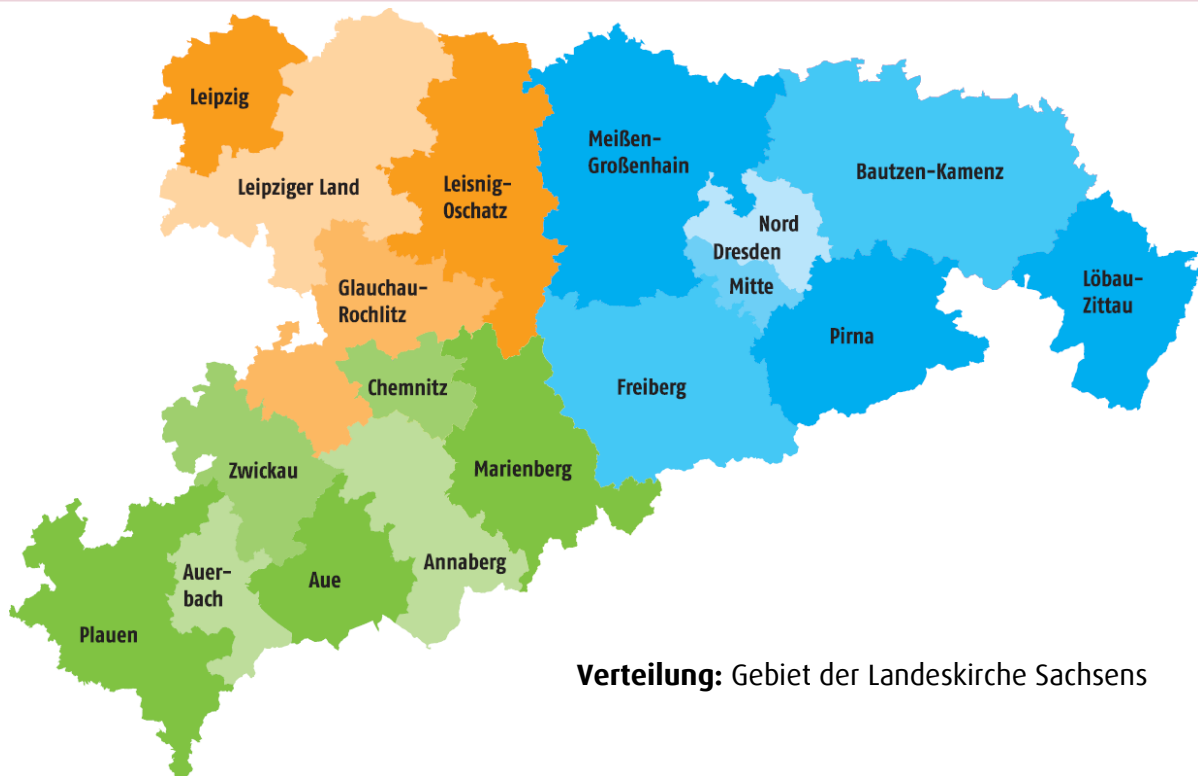 Leipzig
Leipziger Land
Leisnig-
Oschatz
Glauchau-
Rochlitz
Meißen-
Großenhain
Bautzen-Kamenz
Nord
Dresden
Mitte
Löbau-
Zittau
Pirna
Freiberg
Chemnitz
Zwickau
Marienberg
Annaberg
Aue
Auer-
bach
Plauen
Verteilung: Gebiet der Landeskirche Sachsens